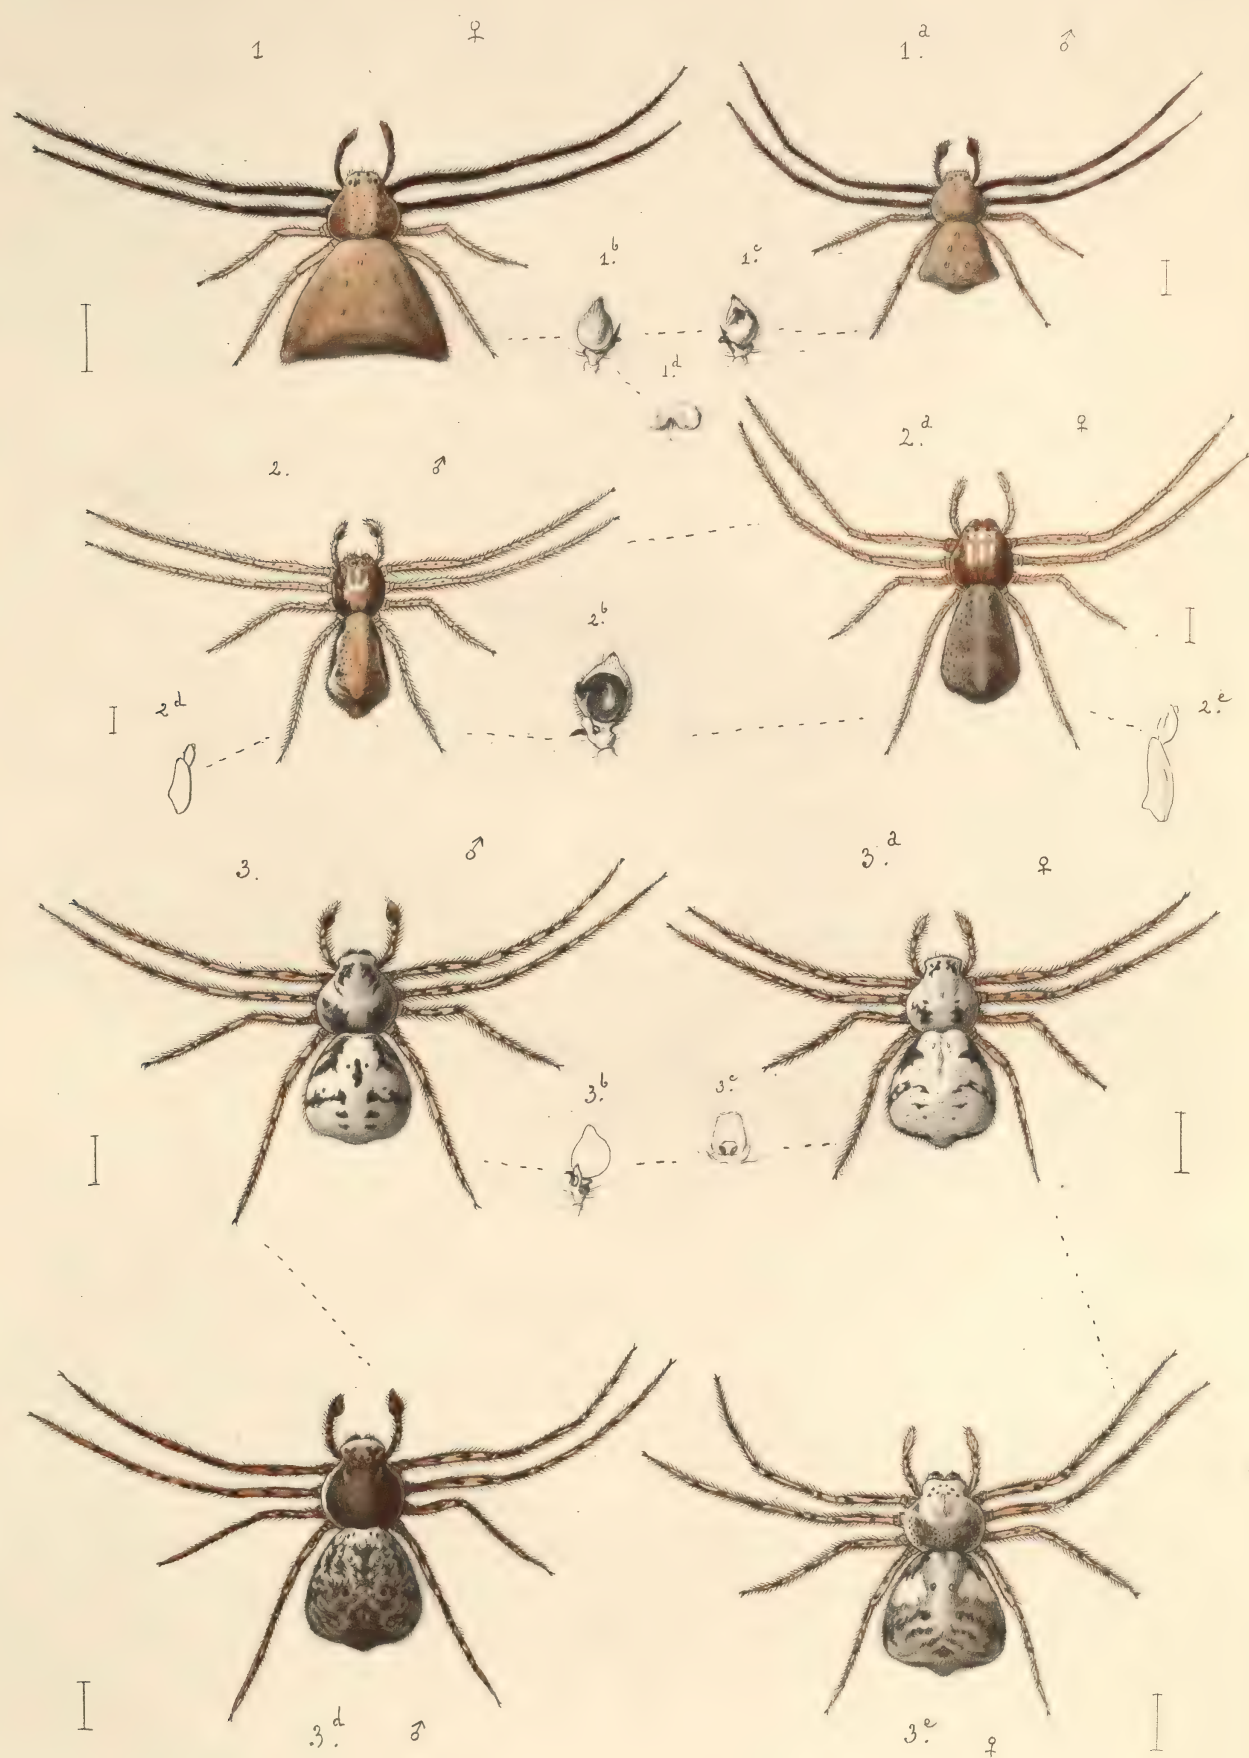 1 ♀ 1.a ♂
1.b 1.c
1.d
2. ♂ 2.a ♀
2.b
2d 2.e
3. ♂ 3.a ♀
3.b 3.c
3.d ♂ 3.e ♀